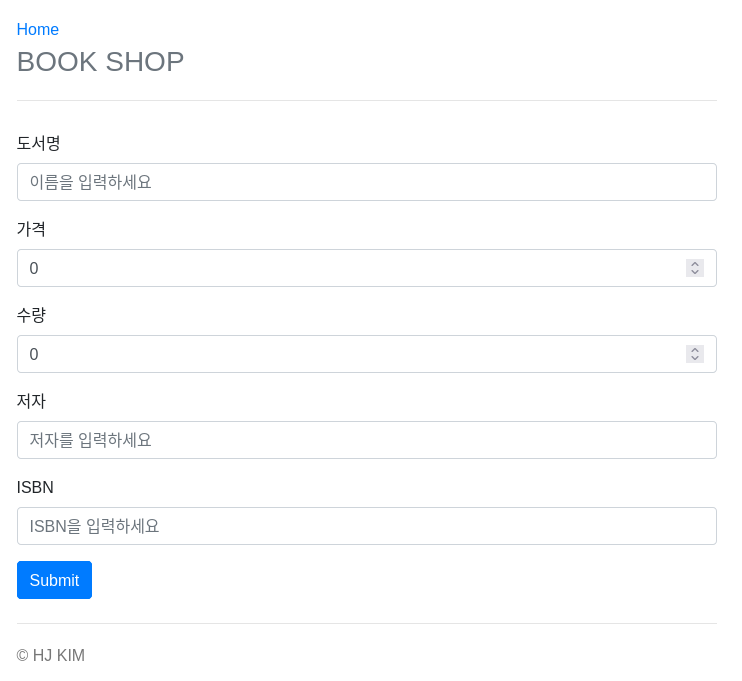 Home
BOOK SHOP
도서명
이름을 입력하세요
가격
0
수량
0
저자
저자를 입력하세요
ISBN
ISBN을 입력하세요
Submit
© HJ KIM